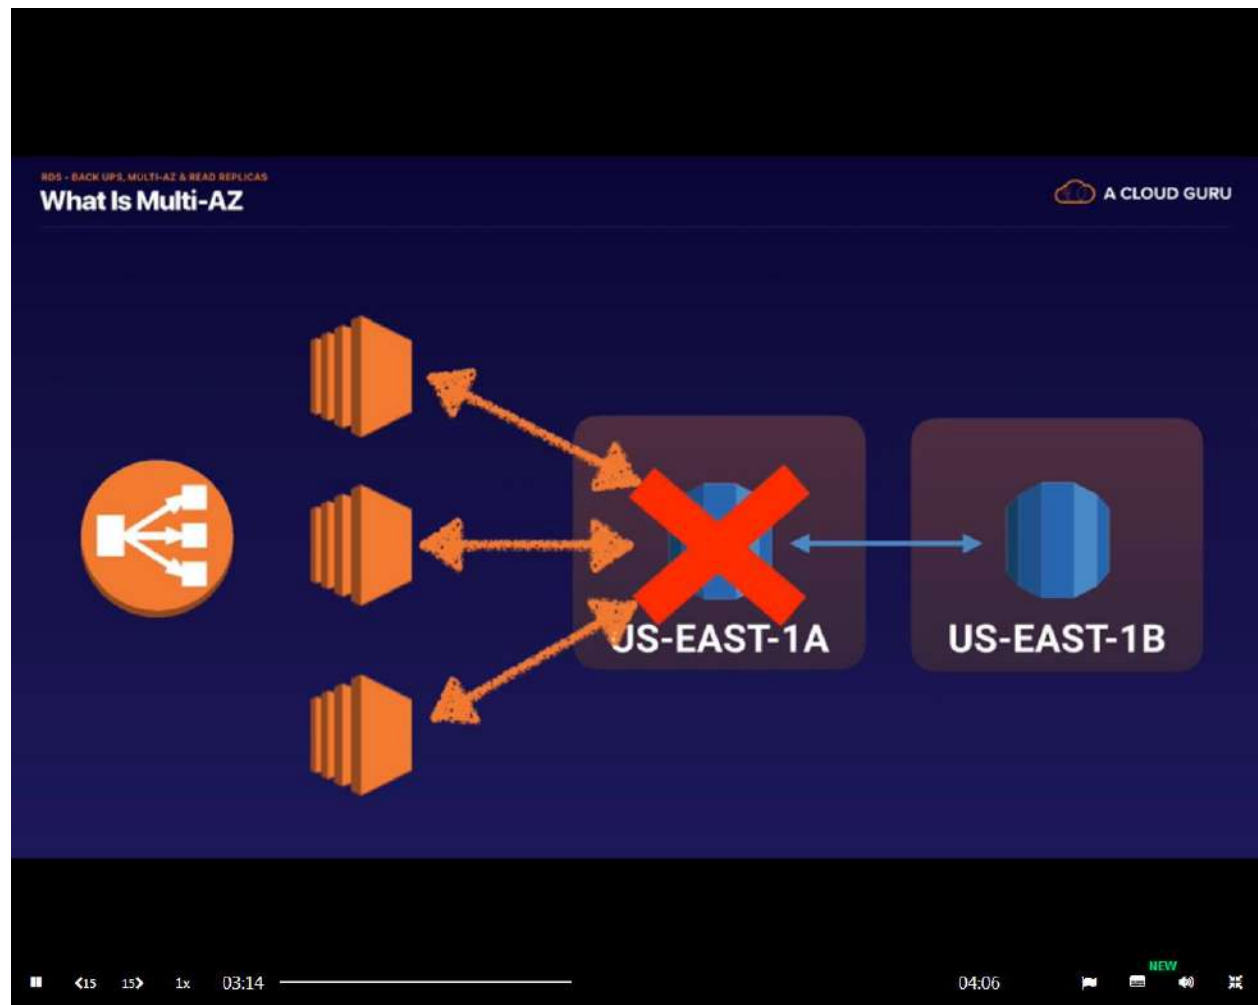 RDS - BACK UPS, MULTI-AZ & READ REPLICAS
What Is Multi-AZ
A CLOUD GURU
US-EAST-1A
US-EAST-1B
15
15
1x
03:14
04:06
NEW